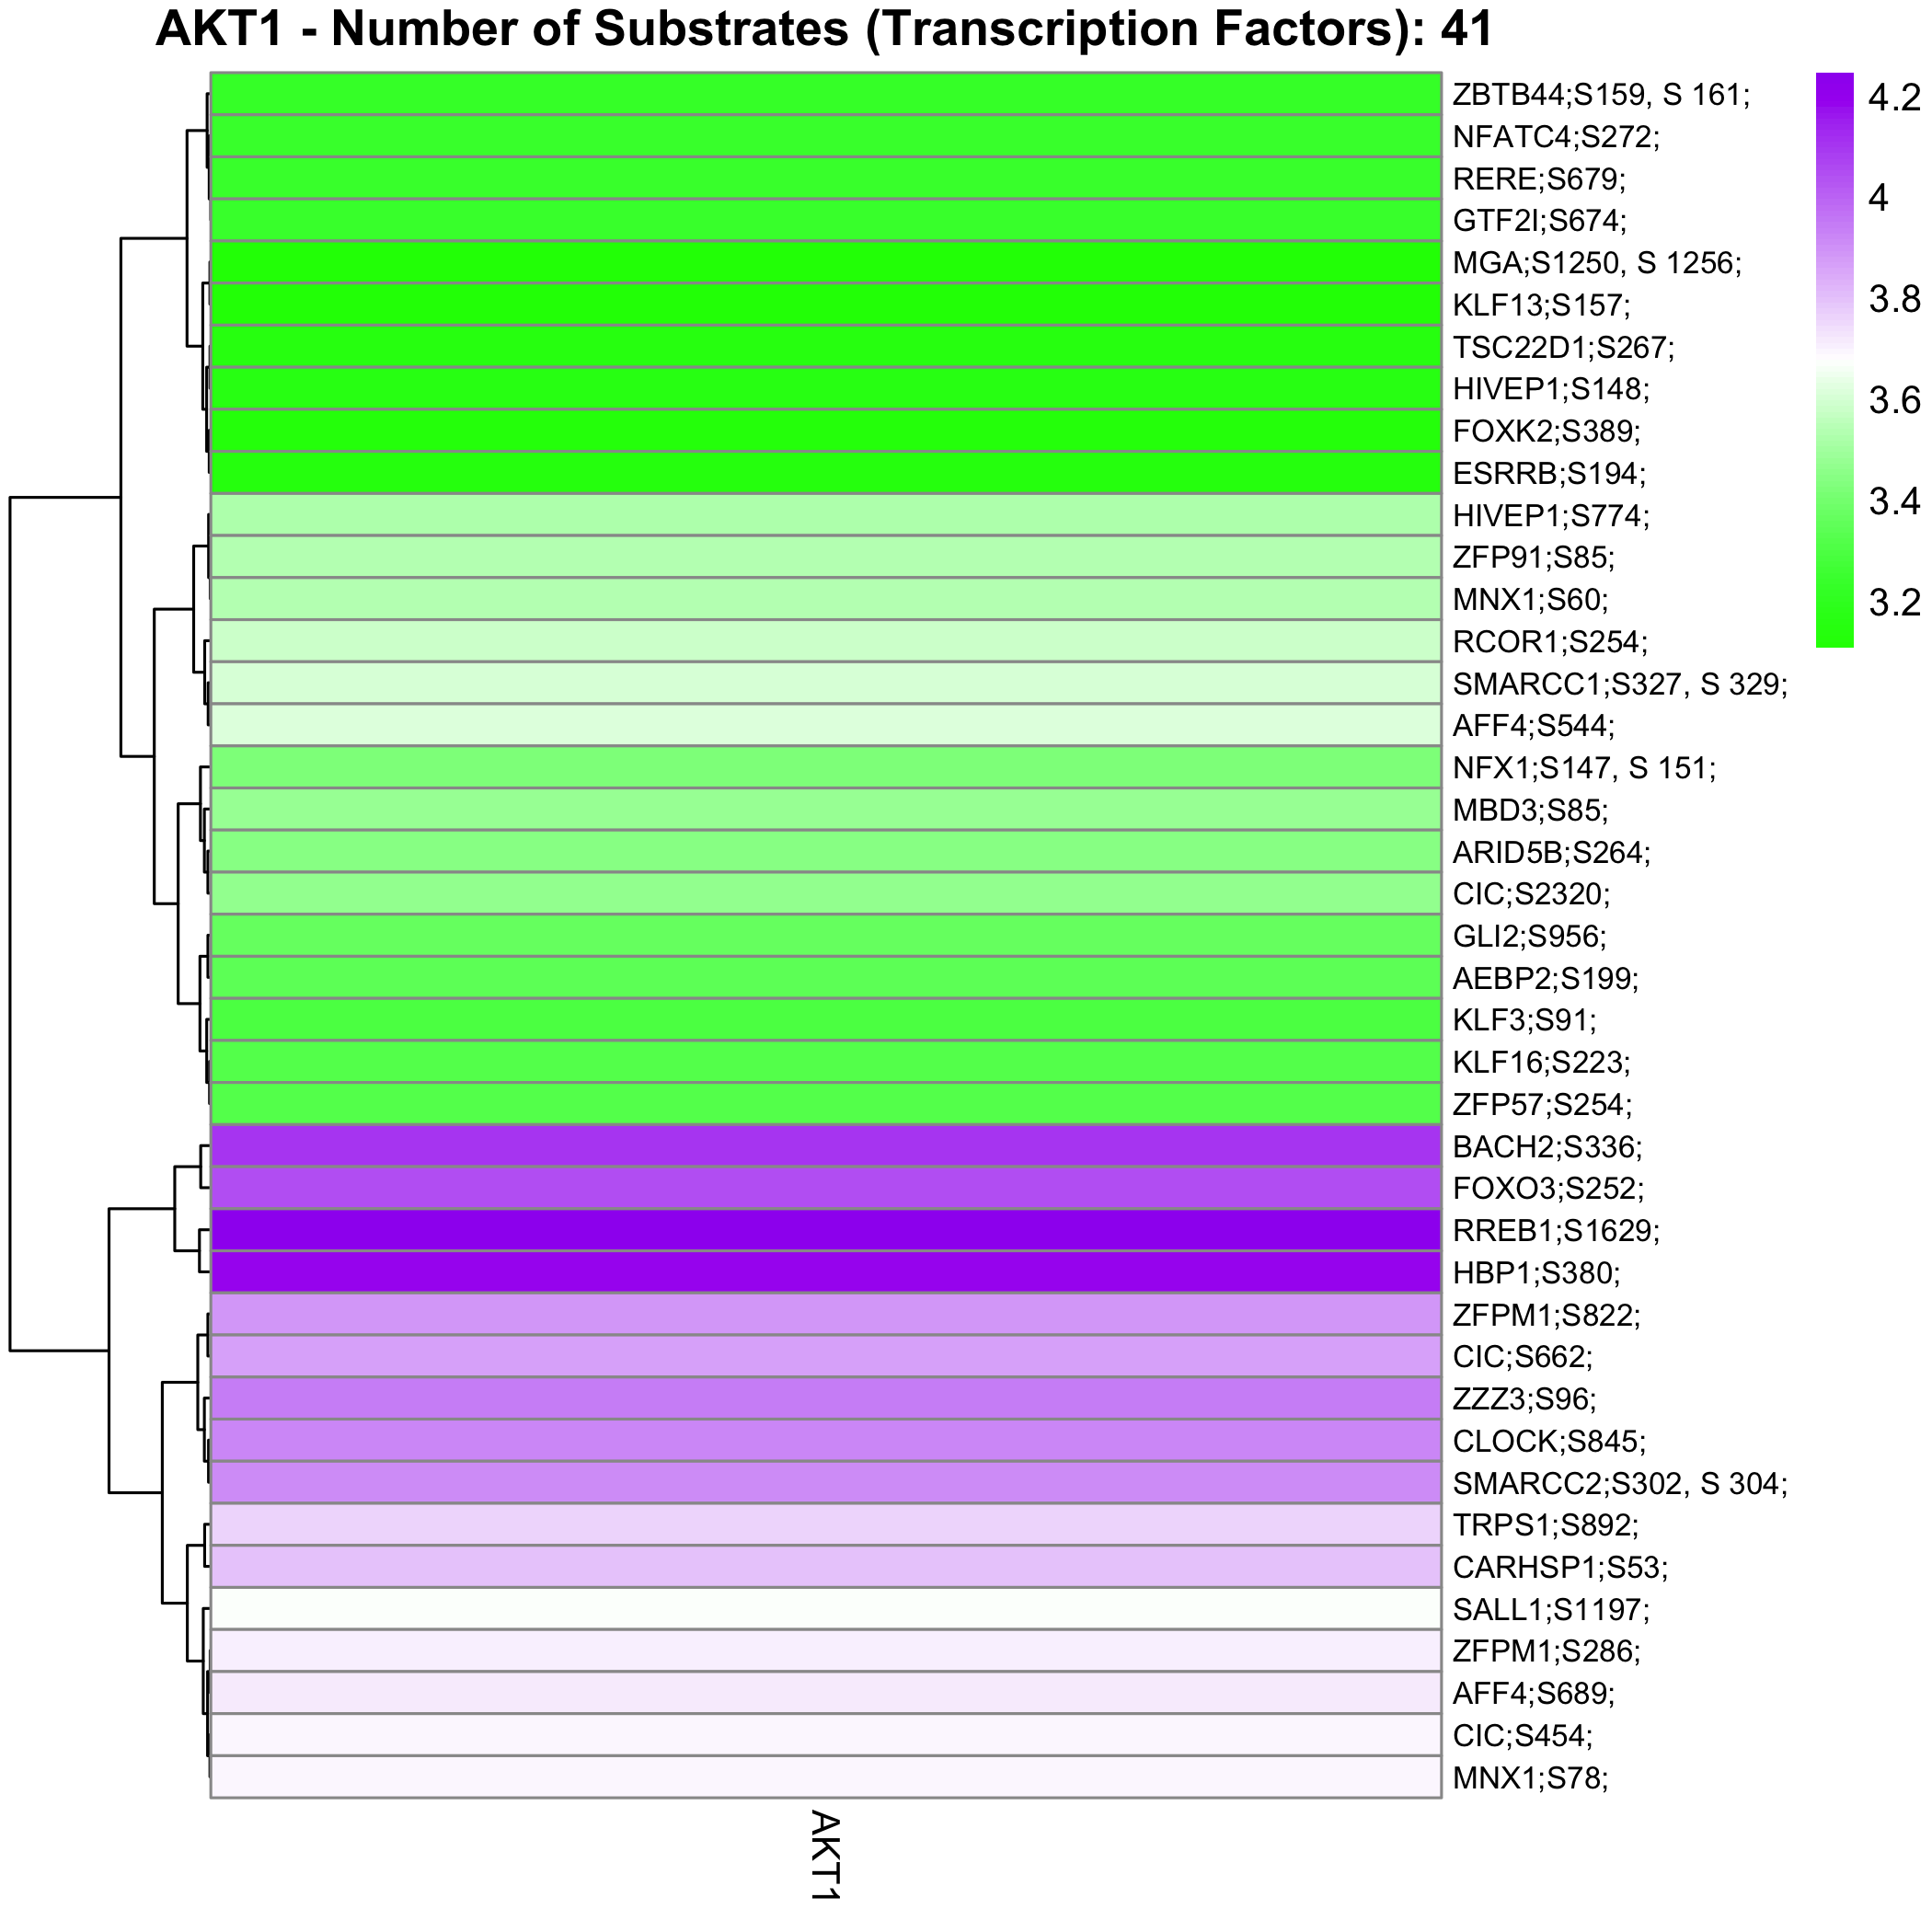 AKT1 - Number of Substrates (Transcription Factors): 41
ZBTB44;S159, S 161;
NFATC4;S272;
RERE;S679;
GTF2I;S674;
MGA;S1250, S 1256;
KLF13;S157;
TSC22D1;S267;
HIVEP1;S148;
FOXK2;S389;
ESRRB;S194;
HIVEP1;S774;
ZFP91;S85;
MNX1;S60;
RCOR1;S254;
SMARCC1;S327, S 329;
AFF4;S544;
NFX1;S147, S 151;
MBD3;S85;
ARID5B;S264;
CIC;S2320;
GLI2;S956;
AEBP2;S199;
KLF3;S91;
KLF16;S223;
ZFP57;S254;
BACH2;S336;
FOXO3;S252;
RREB1;S1629;
HBP1;S380;
ZFPM1;S822;
CIC;S662;
ZZZ3;S96;
CLOCK;S845;
SMARCC2;S302, S 304;
TRPS1;S892;
CARHSP1;S53;
SALL1;S1197;
ZFPM1;S286;
AFF4;S689;
CIC;S454;
MNX1;S78;
4.2
4
3.8
3.6
3.4
3.2
AKT1